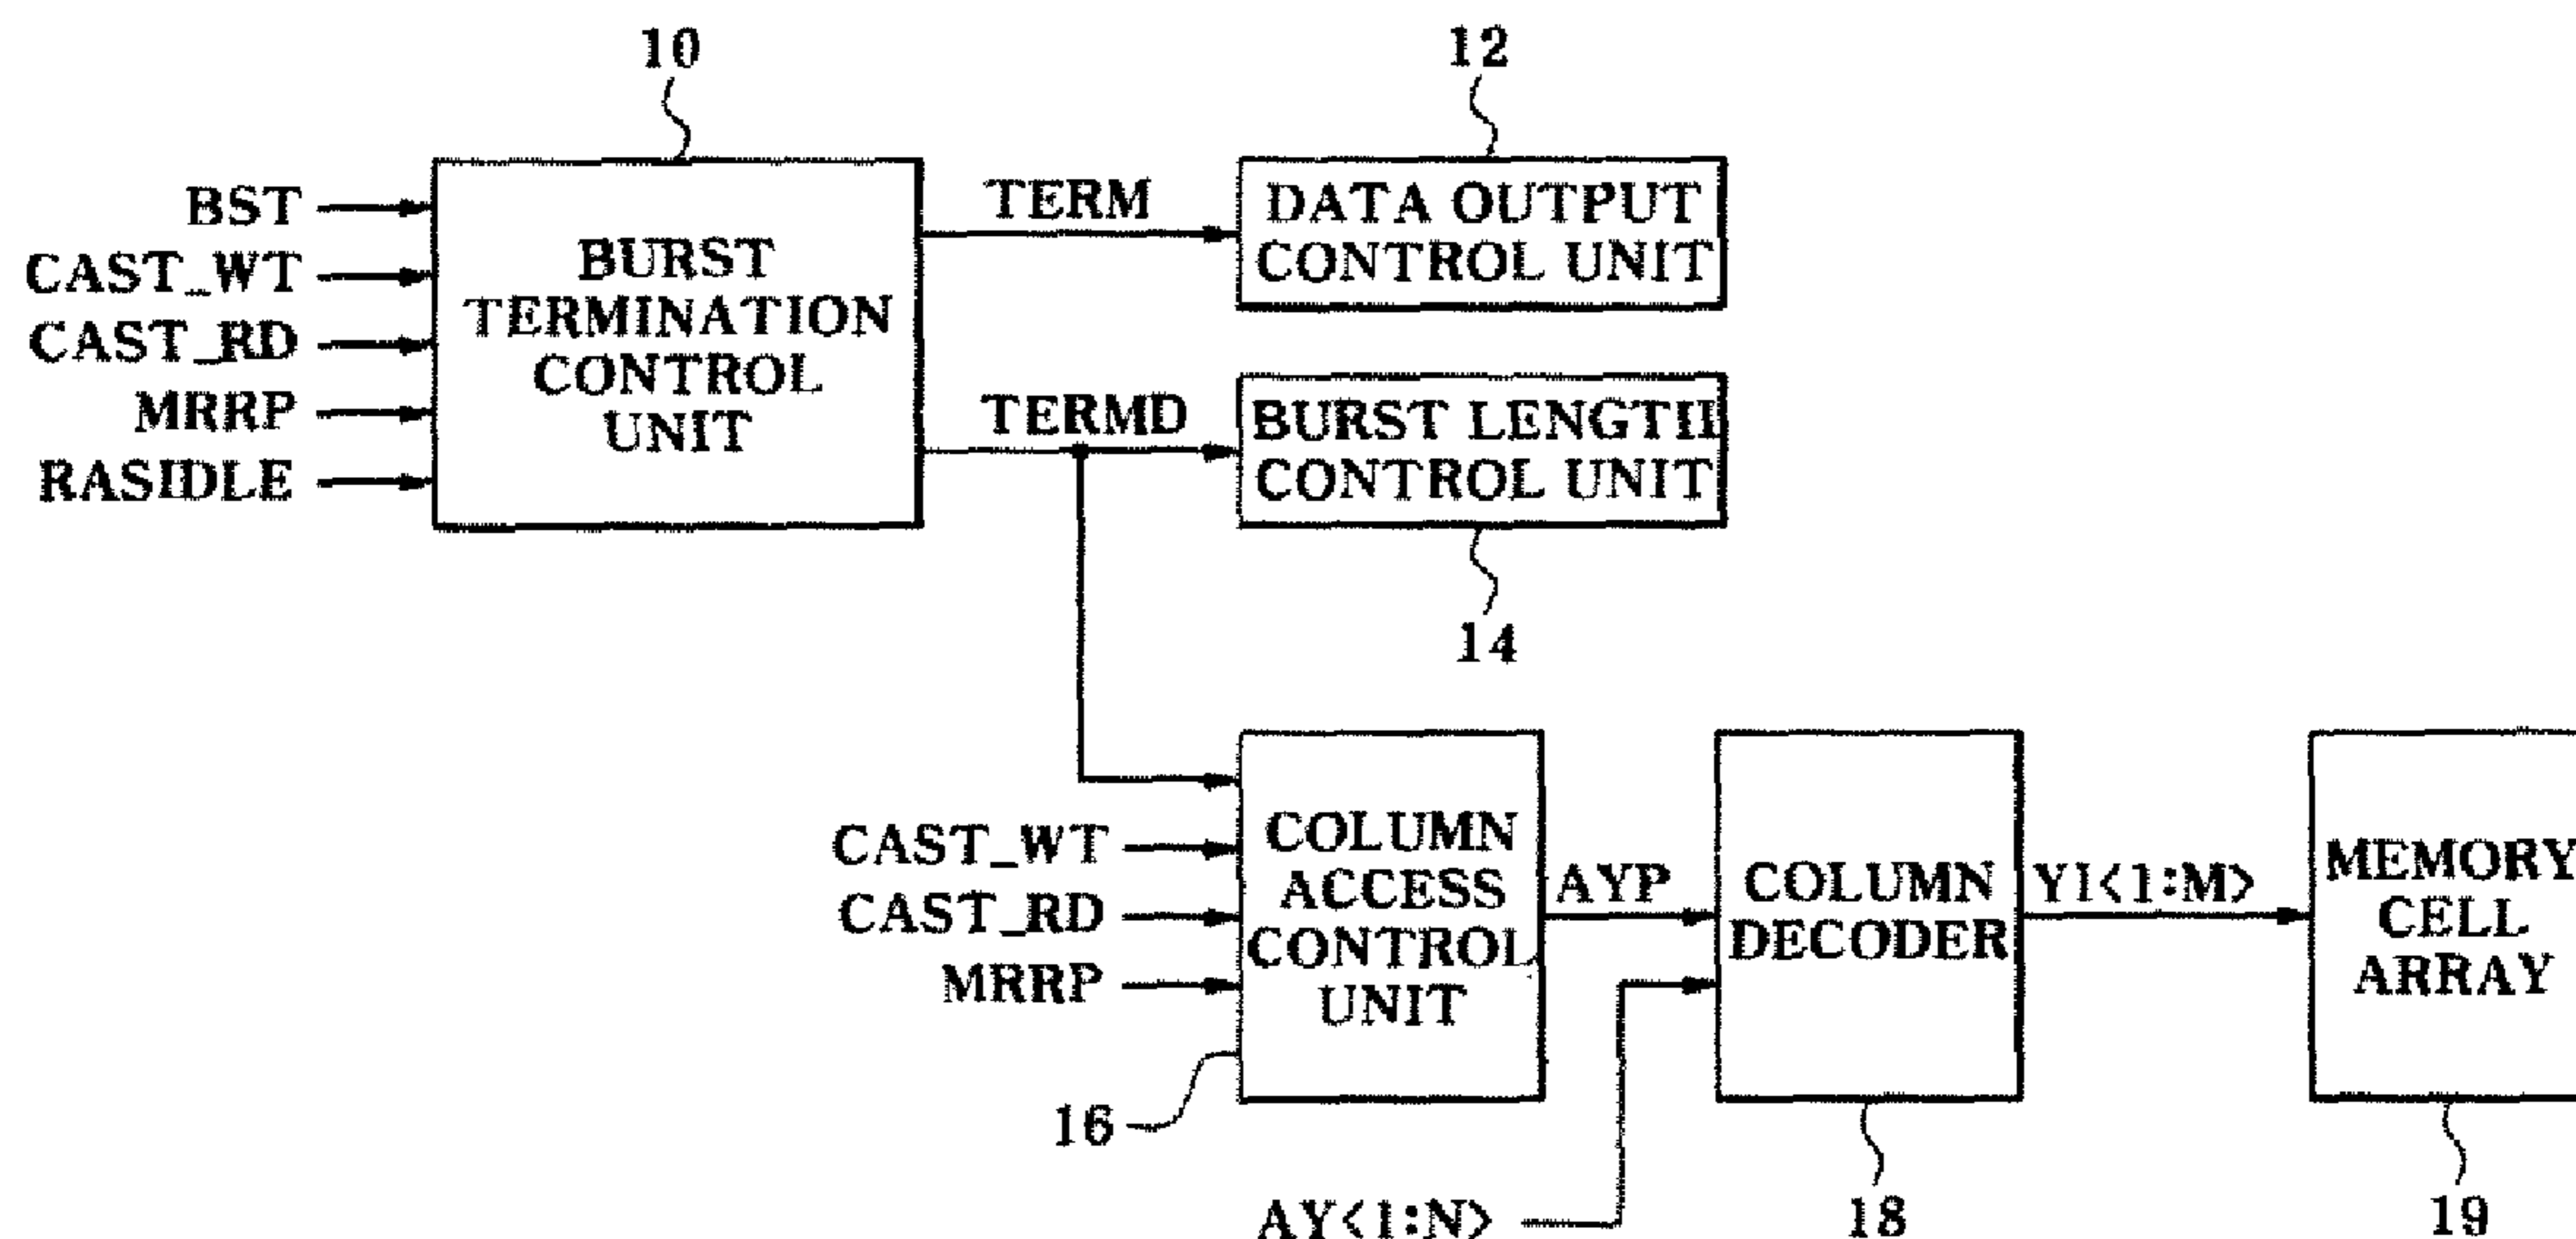 10
12
BST
CAST_WT
CAST_RD
MRRP
RASIDLE
BURST
TERMINATION
CONTROL
UNIT
TERM
DATA OUTPUT
CONTROL UNIT
TERMD
BURST LENGTH
CONTROL UNIT
14
CAST_WT
CAST_RD
MRRP
COLUMN
ACCESS
CONTROL
UNIT
16
AYP
AY<1:N>
COLUMN
DECODER
18
YI<1:M>
MEMORY
CELL
ARRAY
19